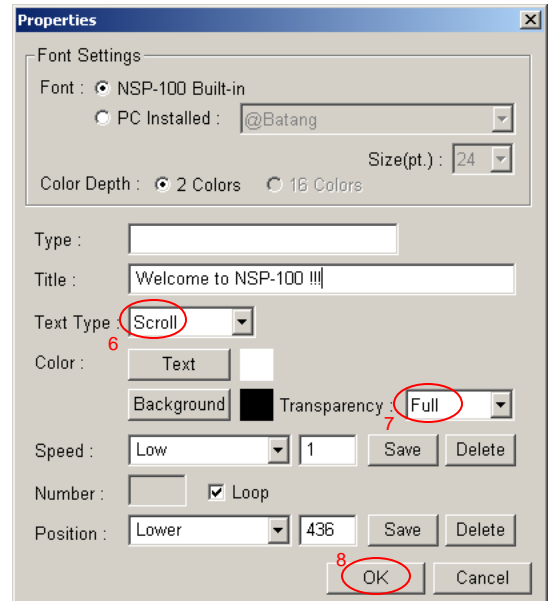 Properties
Font Settings
Font : NSP-100 Built-in
PC Installed : @Batang
Size(pt.) : 24
Color Depth : 2 Colors 16 Colors
Type :
Title : Welcome to NSP-100 !!!
Text Type : Scroll
6
Color : Text
Background Transparency : Full
7
Speed : Low 1 Save Delete
Number : Loop
Position : Lower 436 Save Delete
8
OK Cancel